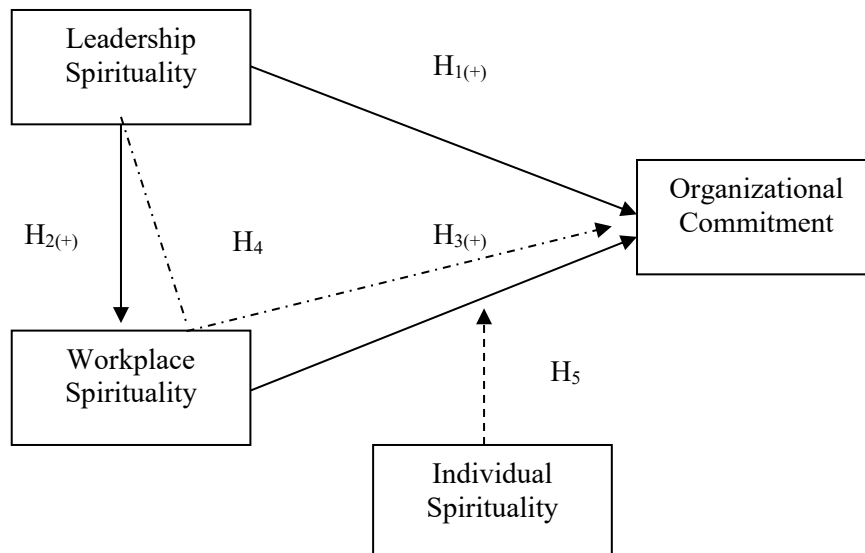 Leadership
Spirituality
H1(+)
Organizational
Commitment
H2(+)
H4
H3(+)
Workplace
Spirituality
H5
Individual
Spirituality